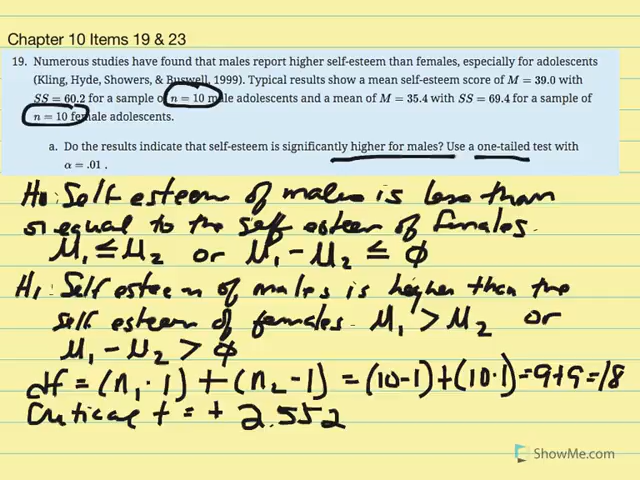 Chapter 10 Items 19 & 23
19. Numerous studies have found that males report higher self-esteem than females, especially for adolescents
(Kling, Hyde, Showers, & Buswell, 1999). Typical results show a mean self-esteem score of M = 39.0 with
SS = 60.2 for a sample of n = 10 male adolescents and a mean of M = 35.4 with SS = 69.4 for a sample of
n = 10 female adolescents.
a. Do the results indicate that self-esteem is significantly higher for males? Use a one-tailed test with
α = .01 .
H0: Self esteem of males is less than
or equal to the self esteem of females.
μ1 ≤ μ2 or μ1 - μ2 ≤ ϕ
H1: Self esteem of males is higher than the
self esteem of females. μ1 > μ2 or
μ1 - μ2 > ϕ
df = (n1 - 1) + (n2 - 1) = (10-1)+(10-1)=9+9=18
Critical t = + 2.552
ShowMe.com